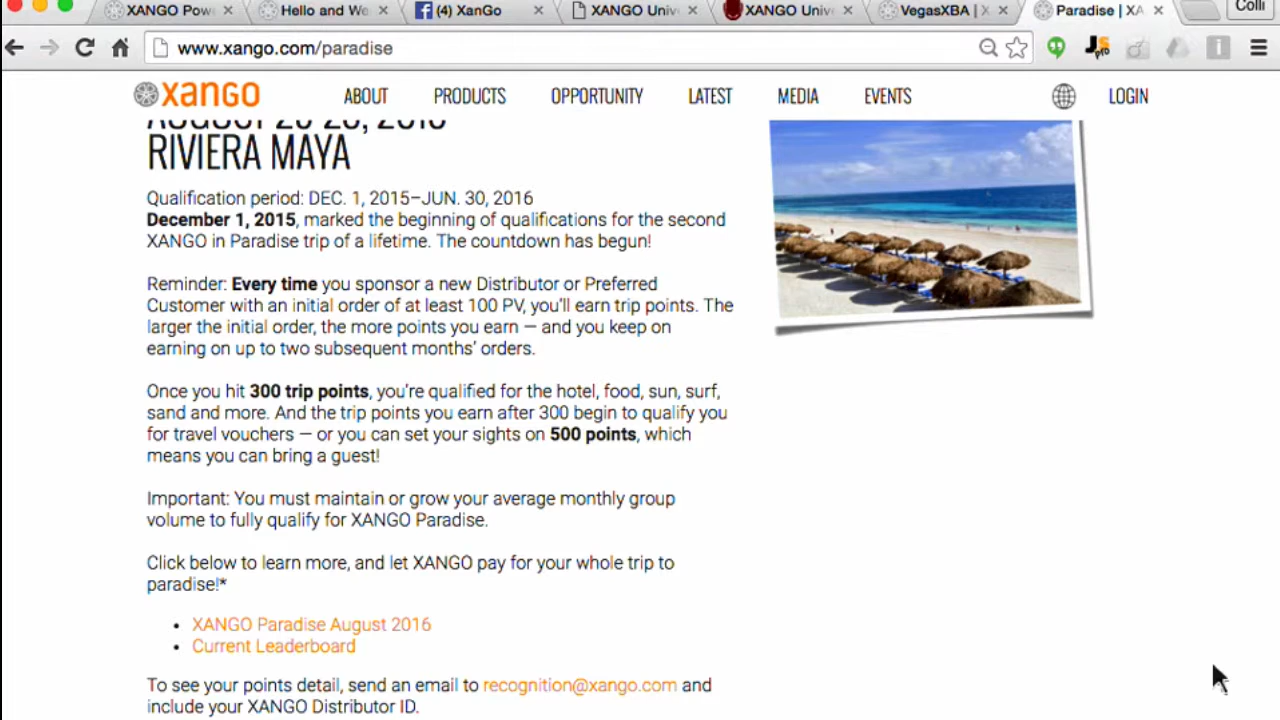 XANGO Pow
Hello and We
(4) XanGo
XANGO Univ
XANGO Univ
VegasXBA | X
Paradise | XA
Colli
www.xango.com/paradise
xango
ABOUT
PRODUCTS
OPPORTUNITY
LATEST
MEDIA
EVENTS
LOGIN
RIVIERA MAYA
Qualification period: DEC. 1, 2015–JUN. 30, 2016
December 1, 2015, marked the beginning of qualifications for the second
XANGO in Paradise trip of a lifetime. The countdown has begun!
Reminder: Every time you sponsor a new Distributor or Preferred
Customer with an initial order of at least 100 PV, you'll earn trip points. The
larger the initial order, the more points you earn — and you keep on
earning on up to two subsequent months' orders.
Once you hit 300 trip points, you're qualified for the hotel, food, sun, surf,
sand and more. And the trip points you earn after 300 begin to qualify you
for travel vouchers — or you can set your sights on 500 points, which
means you can bring a guest!
Important: You must maintain or grow your average monthly group
volume to fully qualify for XANGO Paradise.
Click below to learn more, and let XANGO pay for your whole trip to
paradise!*
• XANGO Paradise August 2016
• Current Leaderboard
To see your points detail, send an email to recognition@xango.com and
include your XANGO Distributor ID.